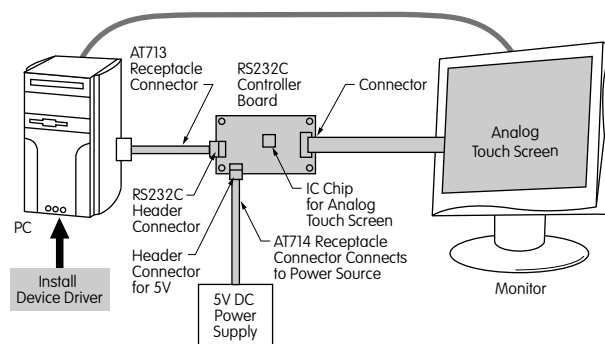 AT713
Receptacle
Connector
RS232C
Controller
Board
Connector
Analog
Touch Screen
IC Chip
for Analog
Touch Screen
RS232C
Header
Connector
PC
AT714 Receptacle
Connector Connects
to Power Source
Header
Connector
for 5V
Install
Device Driver
5V DC
Power
Supply
Monitor